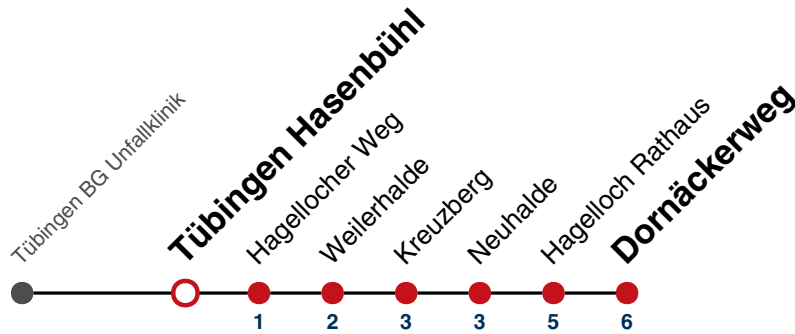 Tübingen BG Unfallklinik
Tübingen Hasenbühl
Hagellocher Weg
Weilerhalde
Kreuzberg
Neuhalde
Hagelloch Rathaus
Dornäckerweg
1 2 3 3 5 6